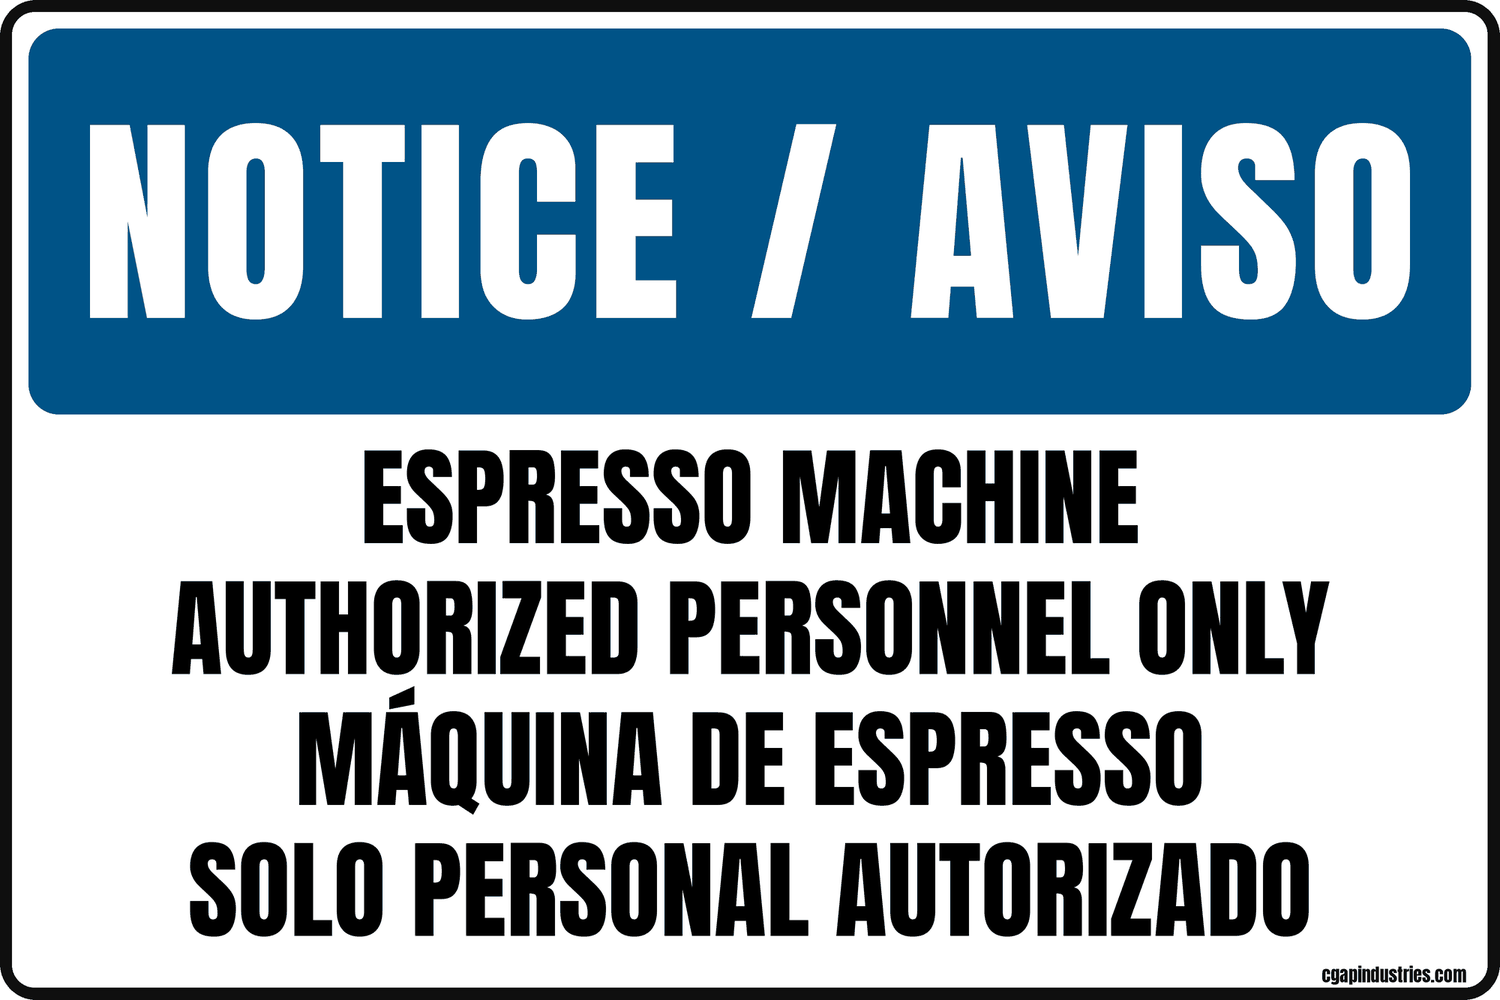 NOTICE / AVISO
ESPRESSO MACHINE
AUTHORIZED PERSONNEL ONLY
MÁQUINA DE ESPRESSO
SOLO PERSONAL AUTORIZADO
cgapindustries.com